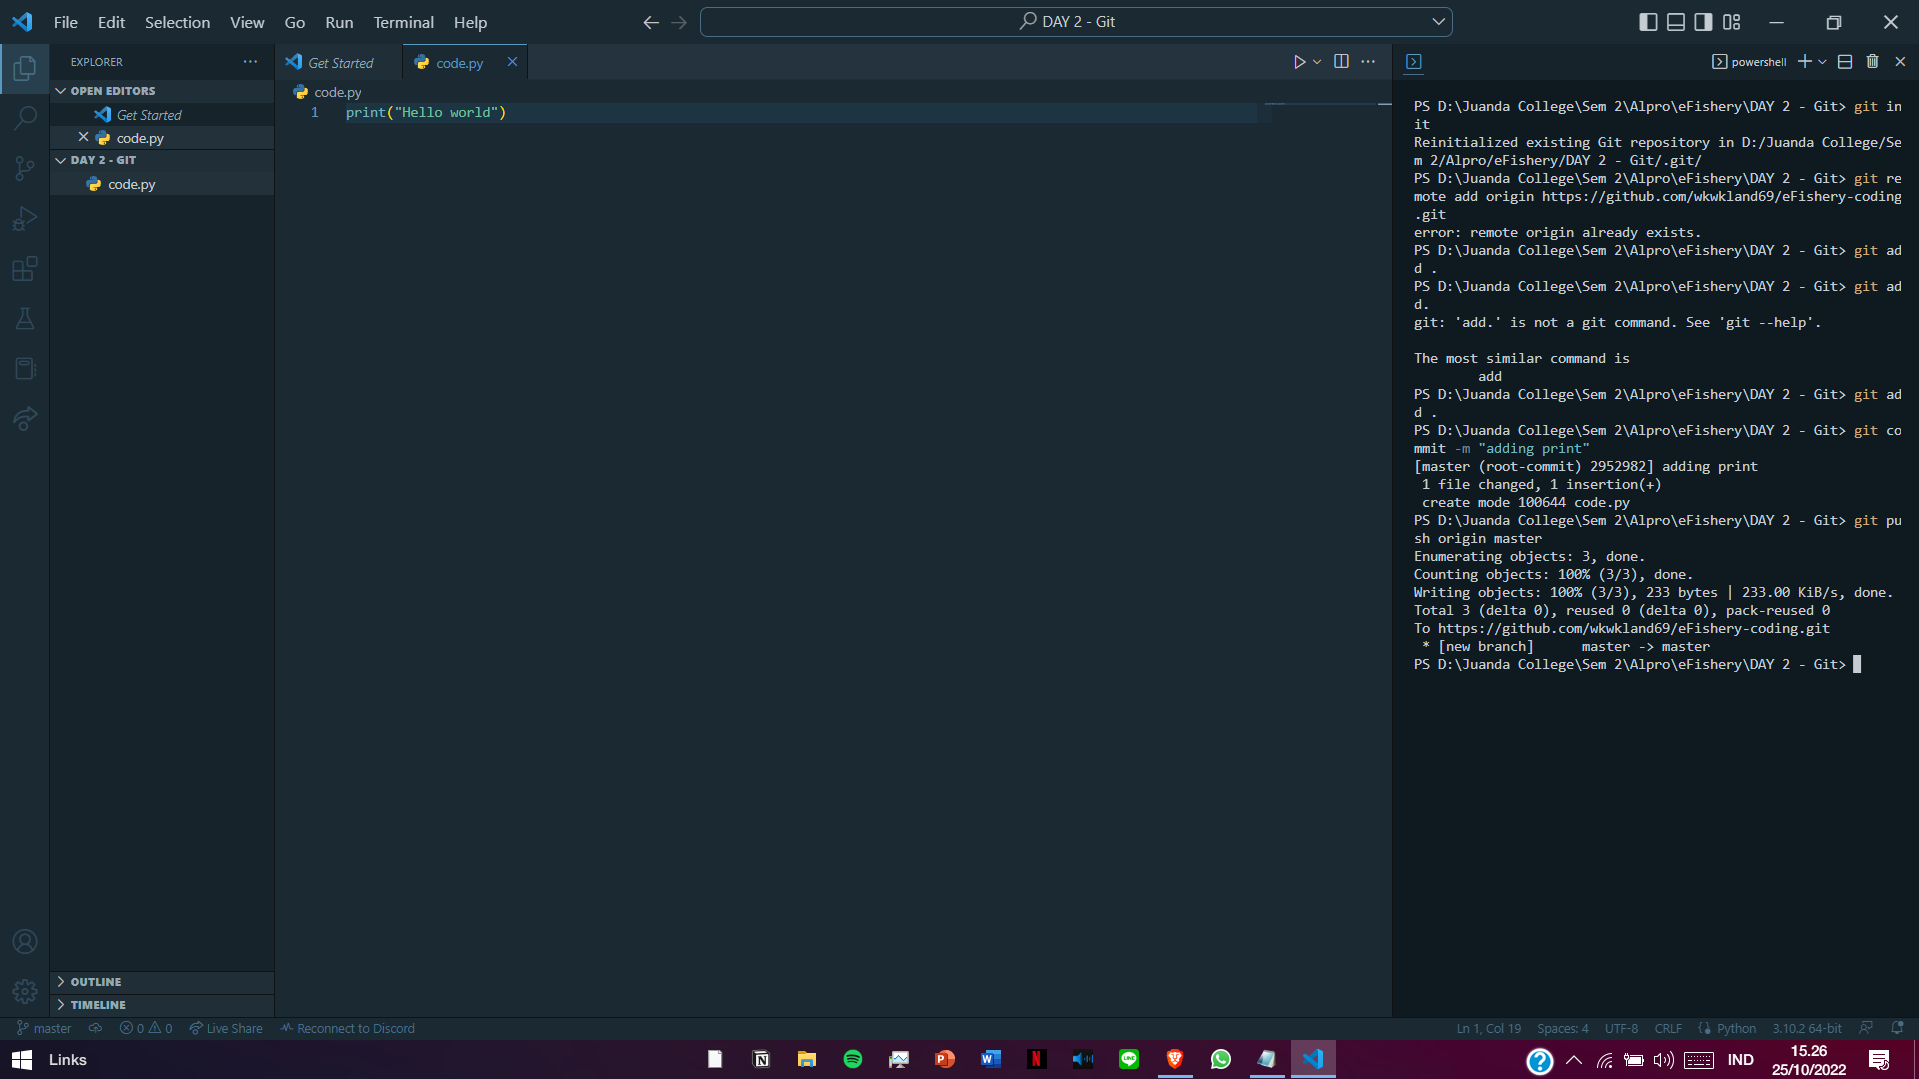 File Edit Selection View Go Run Terminal Help
DAY 2 - Git
EXPLORER
OPEN EDITORS
Get Started
code.py
DAY 2 - GIT
code.py
OUTLINE
TIMELINE
Get Started
code.py
code.py
1 print("Hello world")
powershell
PS D:\Juanda College\Sem 2\Alpro\eFishery\DAY 2 - Git> git in
it
Reinitialized existing Git repository in D:/Juanda College/Se
m 2/Alpro/eFishery/DAY 2 - Git/.git/
PS D:\Juanda College\Sem 2\Alpro\eFishery\DAY 2 - Git> git re
mote add origin https://github.com/wkwkland69/eFishery-coding
.git
error: remote origin already exists.
PS D:\Juanda College\Sem 2\Alpro\eFishery\DAY 2 - Git> git ad
d .
PS D:\Juanda College\Sem 2\Alpro\eFishery\DAY 2 - Git> git ad
d.
git: 'add.' is not a git command. See 'git --help'.
The most similar command is
add
PS D:\Juanda College\Sem 2\Alpro\eFishery\DAY 2 - Git> git ad
d .
PS D:\Juanda College\Sem 2\Alpro\eFishery\DAY 2 - Git> git co
mmit -m "adding print"
[master (root-commit) 2952982] adding print
1 file changed, 1 insertion(+)
create mode 100644 code.py
PS D:\Juanda College\Sem 2\Alpro\eFishery\DAY 2 - Git> git pu
sh origin master
Enumerating objects: 3, done.
Counting objects: 100% (3/3), done.
Writing objects: 100% (3/3), 233 bytes | 233.00 KiB/s, done.
Total 3 (delta 0), reused 0 (delta 0), pack-reused 0
To https://github.com/wkwkland69/eFishery-coding.git
* [new branch] master -> master
PS D:\Juanda College\Sem 2\Alpro\eFishery\DAY 2 - Git>
master 0 0 Live Share Reconnect to Discord Ln 1, Col 19 Spaces: 4 UTF-8 CRLF Python 3.10.2 64-bit
Links IND 15.26
25/10/2022